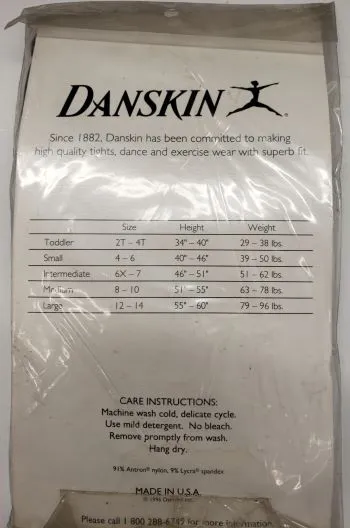 DANSKIN
Since 1882, Danskin has been committed to making
high quality tights, dance and exercise wear with superb fit.
Size Height Weight
Toddler 2T – 4T 34" – 40" 29 – 38 lbs.
Small 4 – 6 40" – 46" 39 – 50 lbs.
Intermediate 6X – 7 46" – 51" 51 – 62 lbs.
Medium 8 – 10 51" – 55" 63 – 78 lbs.
Large 12 – 14 55" – 60" 79 – 96 lbs.
CARE INSTRUCTIONS:
Machine wash cold, delicate cycle.
Use mild detergent. No bleach.
Remove promptly from wash.
Hang dry.
91% Antron® nylon, 9% Lycra® spandex
MADE IN U.S.A.
© 1996 Danskin, Inc.
Please call 1 800 288-6749 for more information.